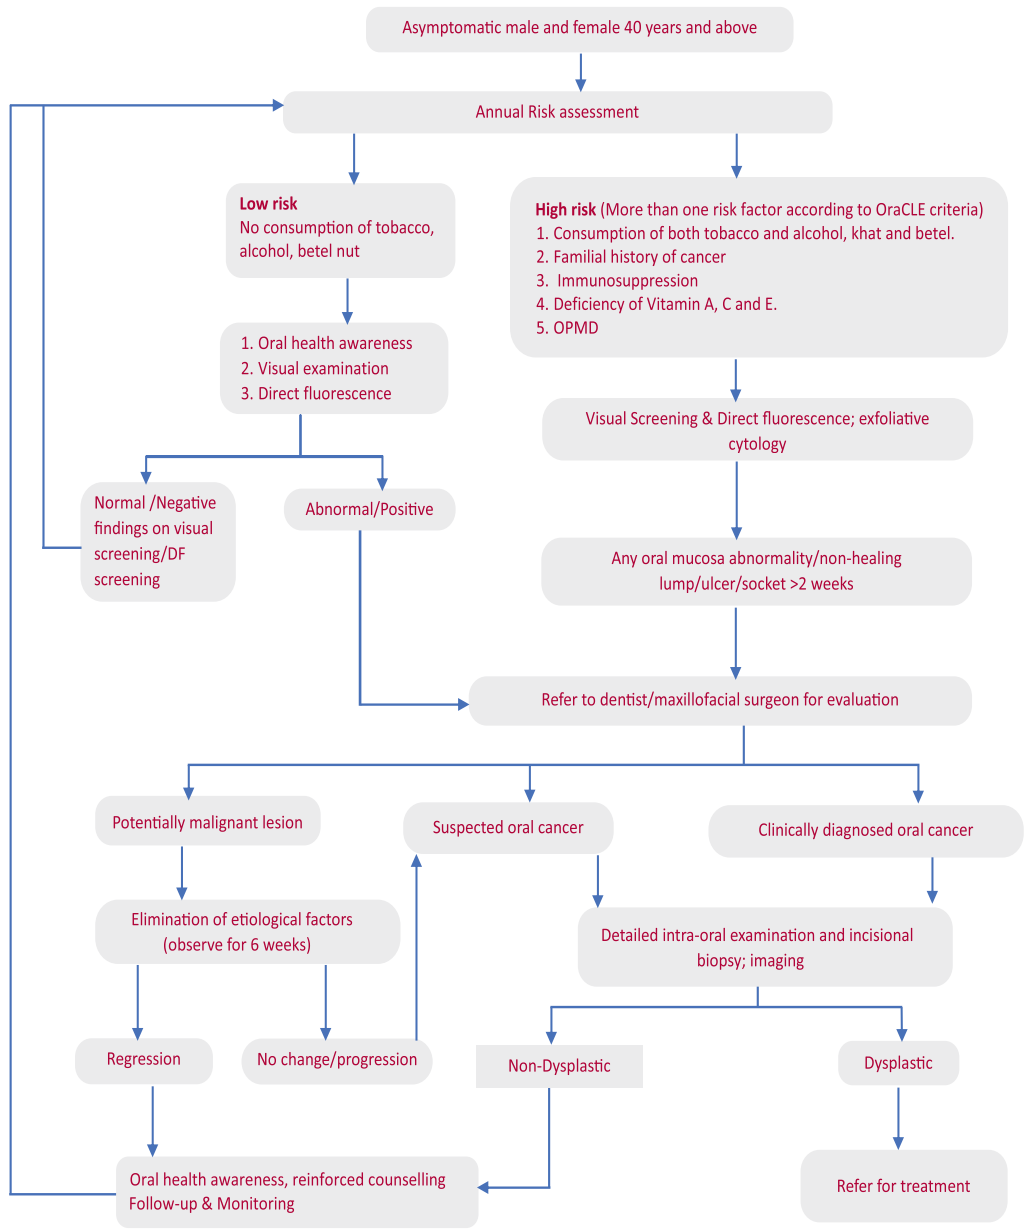 Asymptomatic male and female 40 years and above
Annual Risk assessment
Low risk
No consumption of tobacco,
alcohol, betel nut
High risk (More than one risk factor according to OraCLE criteria)
1. Consumption of both tobacco and alcohol, khat and betel.
2. Familial history of cancer
3. Immunosuppression
4. Deficiency of Vitamin A, C and E.
5. OPMD
1. Oral health awareness
2. Visual examination
3. Direct fluorescence
Visual Screening & Direct fluorescence; exfoliative
cytology
Normal /Negative
findings on visual
screening/DF
screening
Abnormal/Positive
Any oral mucosa abnormality/non-healing
lump/ulcer/socket >2 weeks
Refer to dentist/maxillofacial surgeon for evaluation
Potentially malignant lesion
Suspected oral cancer
Clinically diagnosed oral cancer
Elimination of etiological factors
(observe for 6 weeks)
Detailed intra-oral examination and incisional
biopsy; imaging
Regression
No change/progression
Non-Dysplastic
Dysplastic
Oral health awareness, reinforced counselling
Follow-up & Monitoring
Refer for treatment